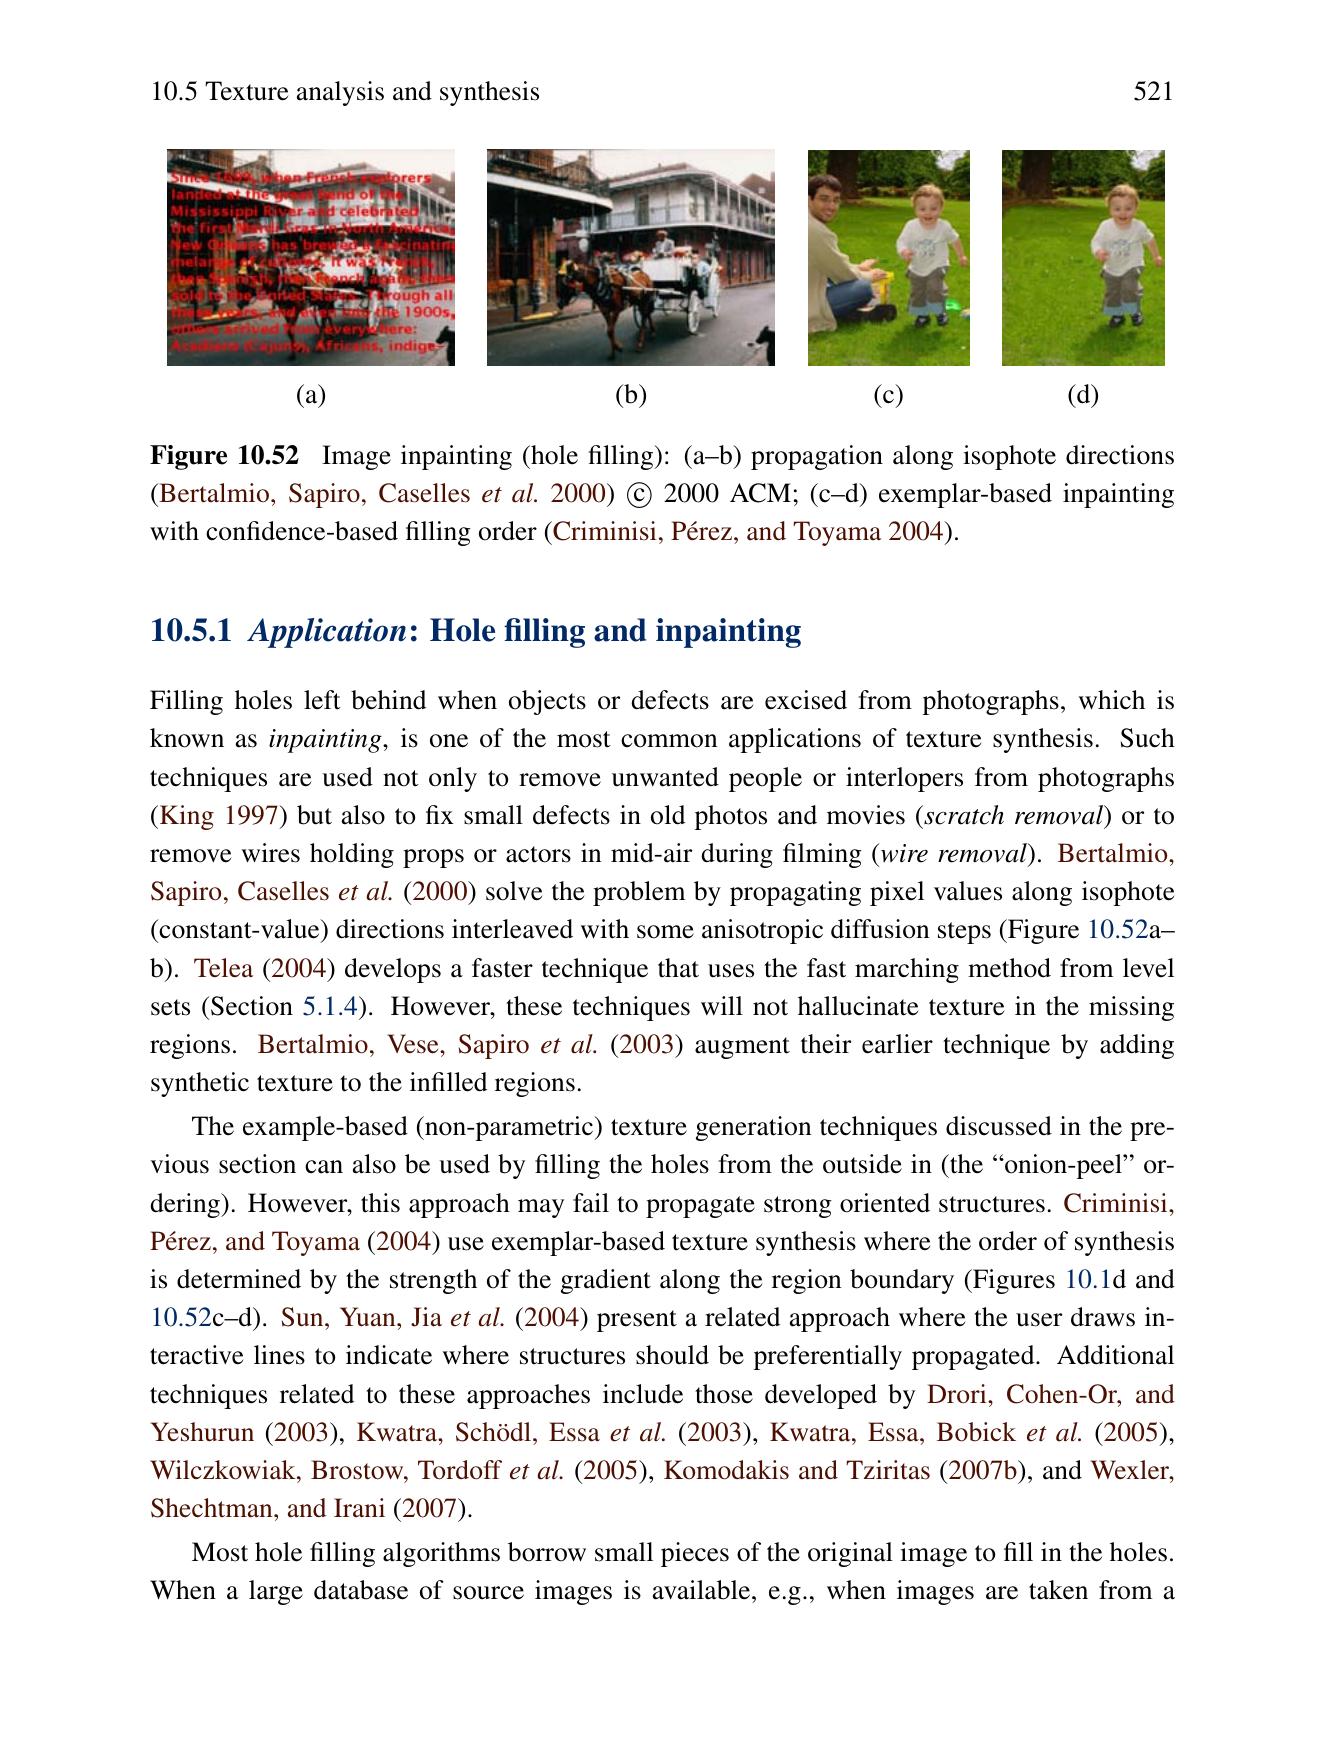 10.5 Texture analysis and synthesis 521
Since 1699, when French explorers
landed at the great bend of the
Mississippi River and celebrated
the first Mardi Gras in North America,
New Orleans has brewed a fascinating
melange of cultures. It was French,
then Spanish, then French again, then
sold to the United States. Through all
these years, and even into the 1900s,
others arrived from everywhere:
Acadians (Cajuns), Africans, indige-
(a) (b) (c) (d)
Figure 10.52 Image inpainting (hole filling): (a–b) propagation along isophote directions
(Bertalmio, Sapiro, Caselles et al. 2000) © 2000 ACM; (c–d) exemplar-based inpainting
with confidence-based filling order (Criminisi, Pérez, and Toyama 2004).
10.5.1 Application: Hole filling and inpainting
Filling holes left behind when objects or defects are excised from photographs, which is
known as inpainting, is one of the most common applications of texture synthesis. Such
techniques are used not only to remove unwanted people or interlopers from photographs
(King 1997) but also to fix small defects in old photos and movies (scratch removal) or to
remove wires holding props or actors in mid-air during filming (wire removal). Bertalmio,
Sapiro, Caselles et al. (2000) solve the problem by propagating pixel values along isophote
(constant-value) directions interleaved with some anisotropic diffusion steps (Figure 10.52a–
b). Telea (2004) develops a faster technique that uses the fast marching method from level
sets (Section 5.1.4). However, these techniques will not hallucinate texture in the missing
regions. Bertalmio, Vese, Sapiro et al. (2003) augment their earlier technique by adding
synthetic texture to the infilled regions.
The example-based (non-parametric) texture generation techniques discussed in the pre-
vious section can also be used by filling the holes from the outside in (the “onion-peel” or-
dering). However, this approach may fail to propagate strong oriented structures. Criminisi,
Pérez, and Toyama (2004) use exemplar-based texture synthesis where the order of synthesis
is determined by the strength of the gradient along the region boundary (Figures 10.1d and
10.52c–d). Sun, Yuan, Jia et al. (2004) present a related approach where the user draws in-
teractive lines to indicate where structures should be preferentially propagated. Additional
techniques related to these approaches include those developed by Drori, Cohen-Or, and
Yeshurun (2003), Kwatra, Schödl, Essa et al. (2003), Kwatra, Essa, Bobick et al. (2005),
Wilczkowiak, Brostow, Tordoff et al. (2005), Komodakis and Tziritas (2007b), and Wexler,
Shechtman, and Irani (2007).
Most hole filling algorithms borrow small pieces of the original image to fill in the holes.
When a large database of source images is available, e.g., when images are taken from a